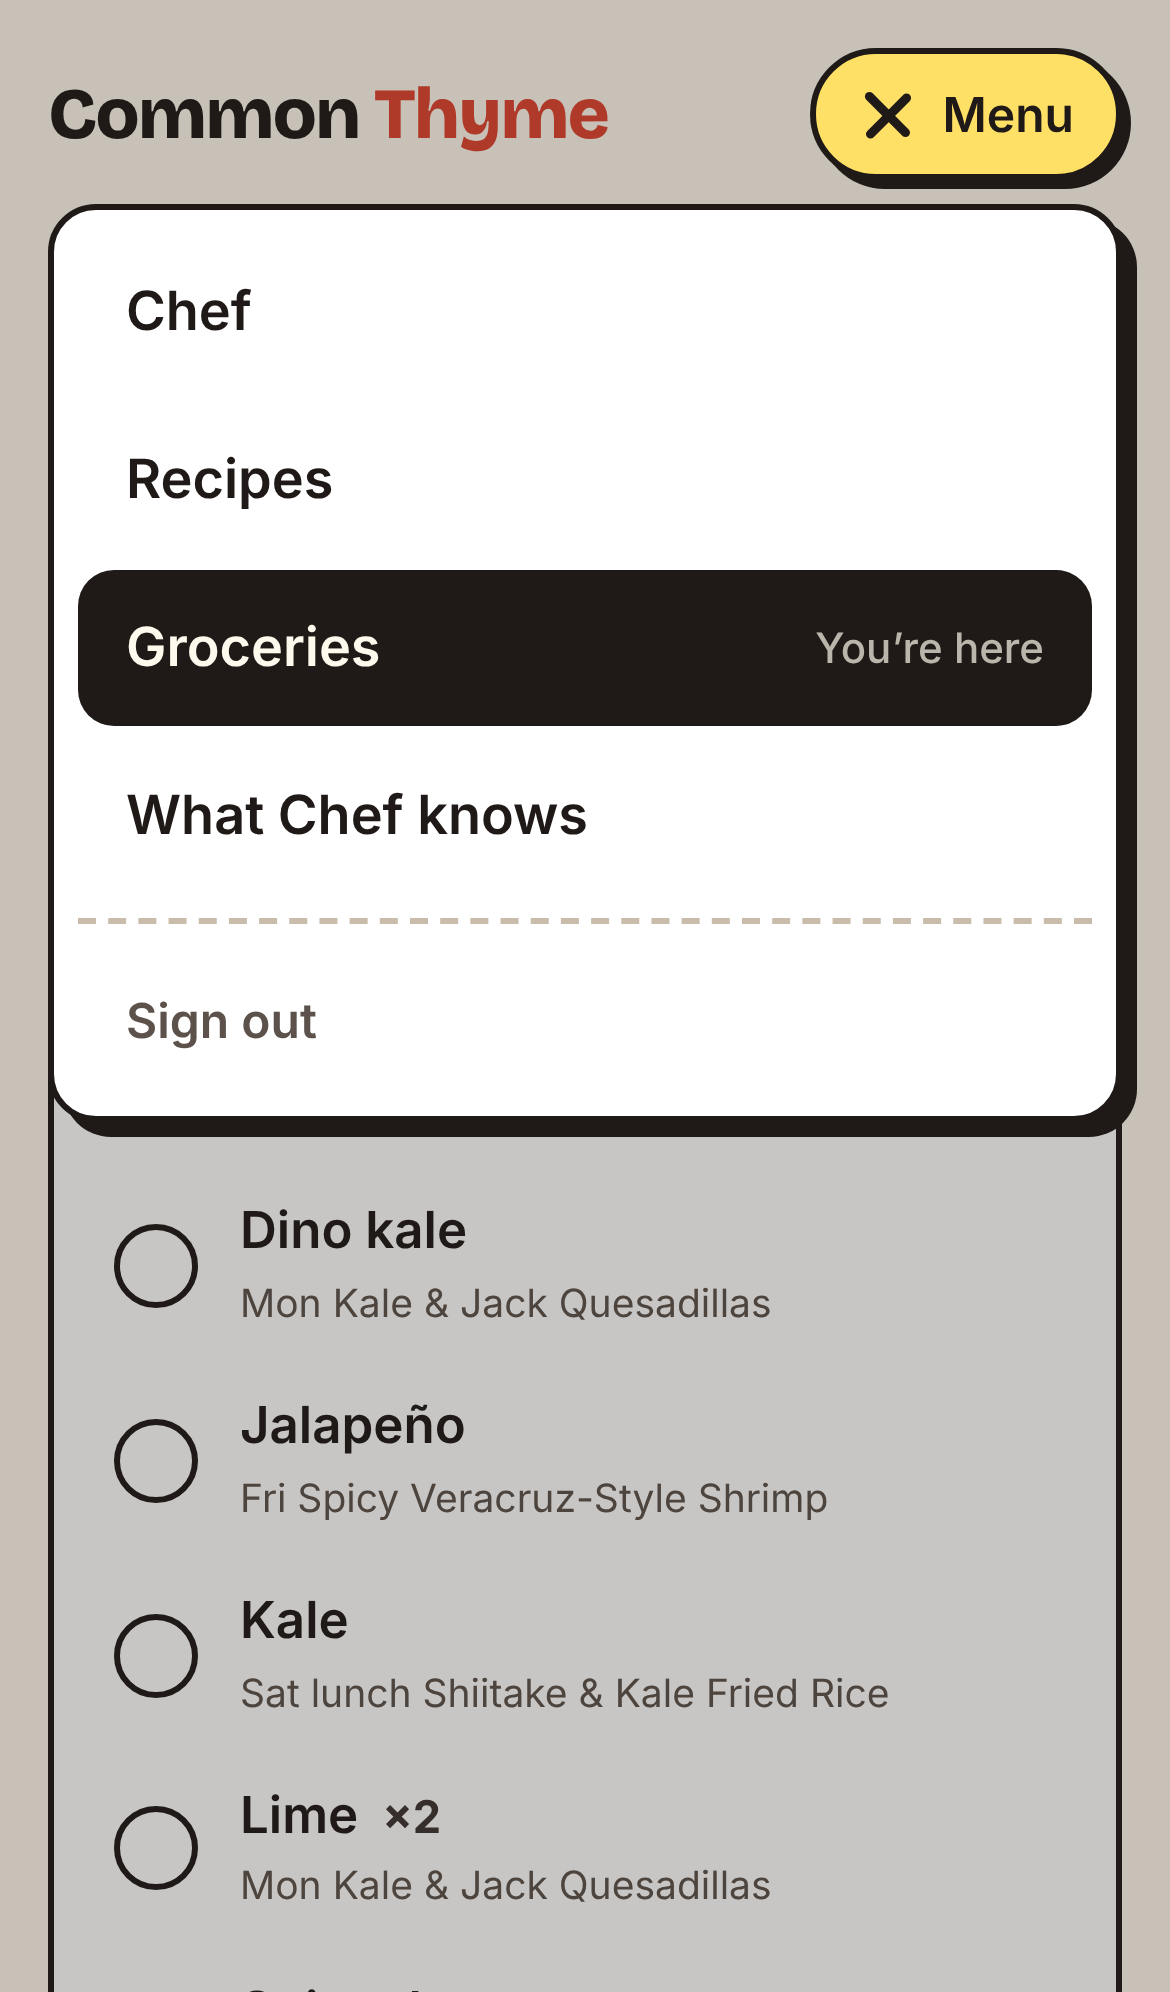 Common Thyme
Menu
Chef
Recipes
Groceries
You’re here
What Chef knows
Sign out
Dino kale
Mon Kale & Jack Quesadillas
Jalapeño
Fri Spicy Veracruz-Style Shrimp
Kale
Sat lunch Shiitake & Kale Fried Rice
Lime ×2
Mon Kale & Jack Quesadillas